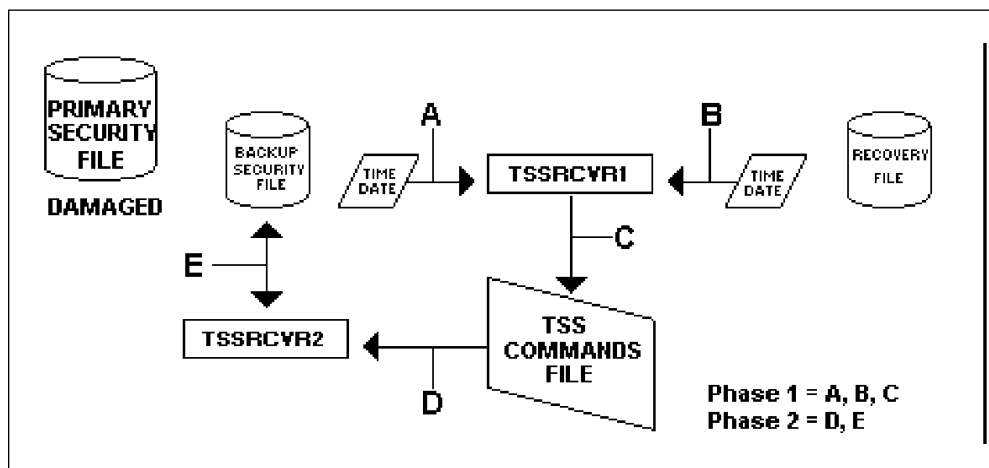 PRIMARY
SECURITY
FILE
DAMAGED
BACKUP
SECURITY
FILE
A
TIME
DATE
TSSRCVR1
B
TIME
DATE
RECOVERY
FILE
C
E
TSSRCVR2
D
TSS
COMMANDS
FILE
Phase 1 = A, B, C
Phase 2 = D, E